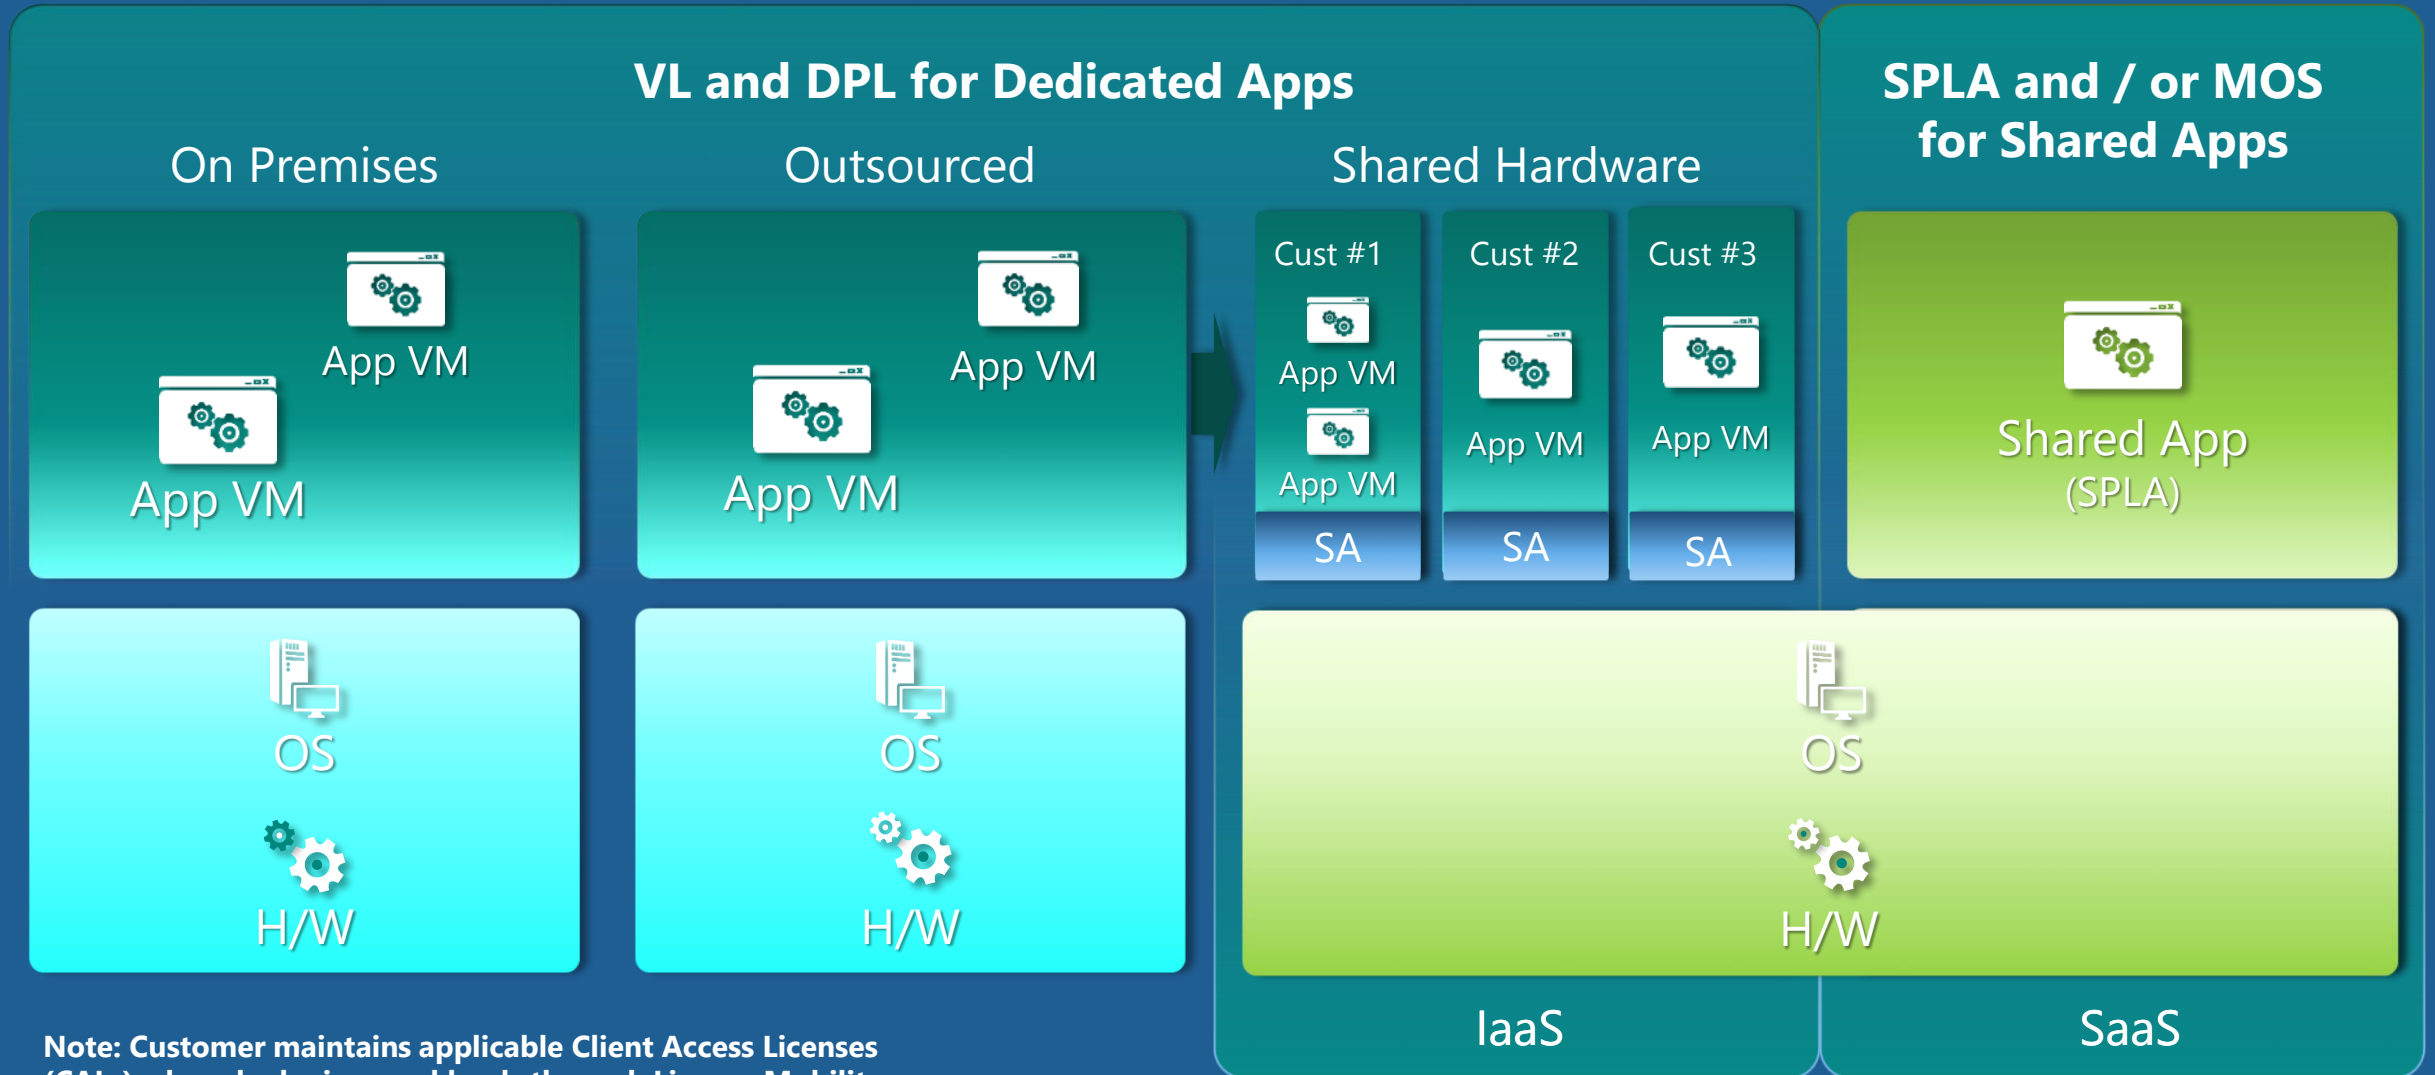 VL and DPL for Dedicated Apps
SPLA and / or MOS
for Shared Apps
On Premises
Outsourced
Shared Hardware
App VM
App VM
App VM
App VM
Cust #1
App VM
App VM
SA
Cust #2
App VM
SA
Cust #3
App VM
SA
Shared App
(SPLA)
OS
H/W
OS
H/W
OS
H/W
IaaS
SaaS
Note: Customer maintains applicable Client Access Licenses